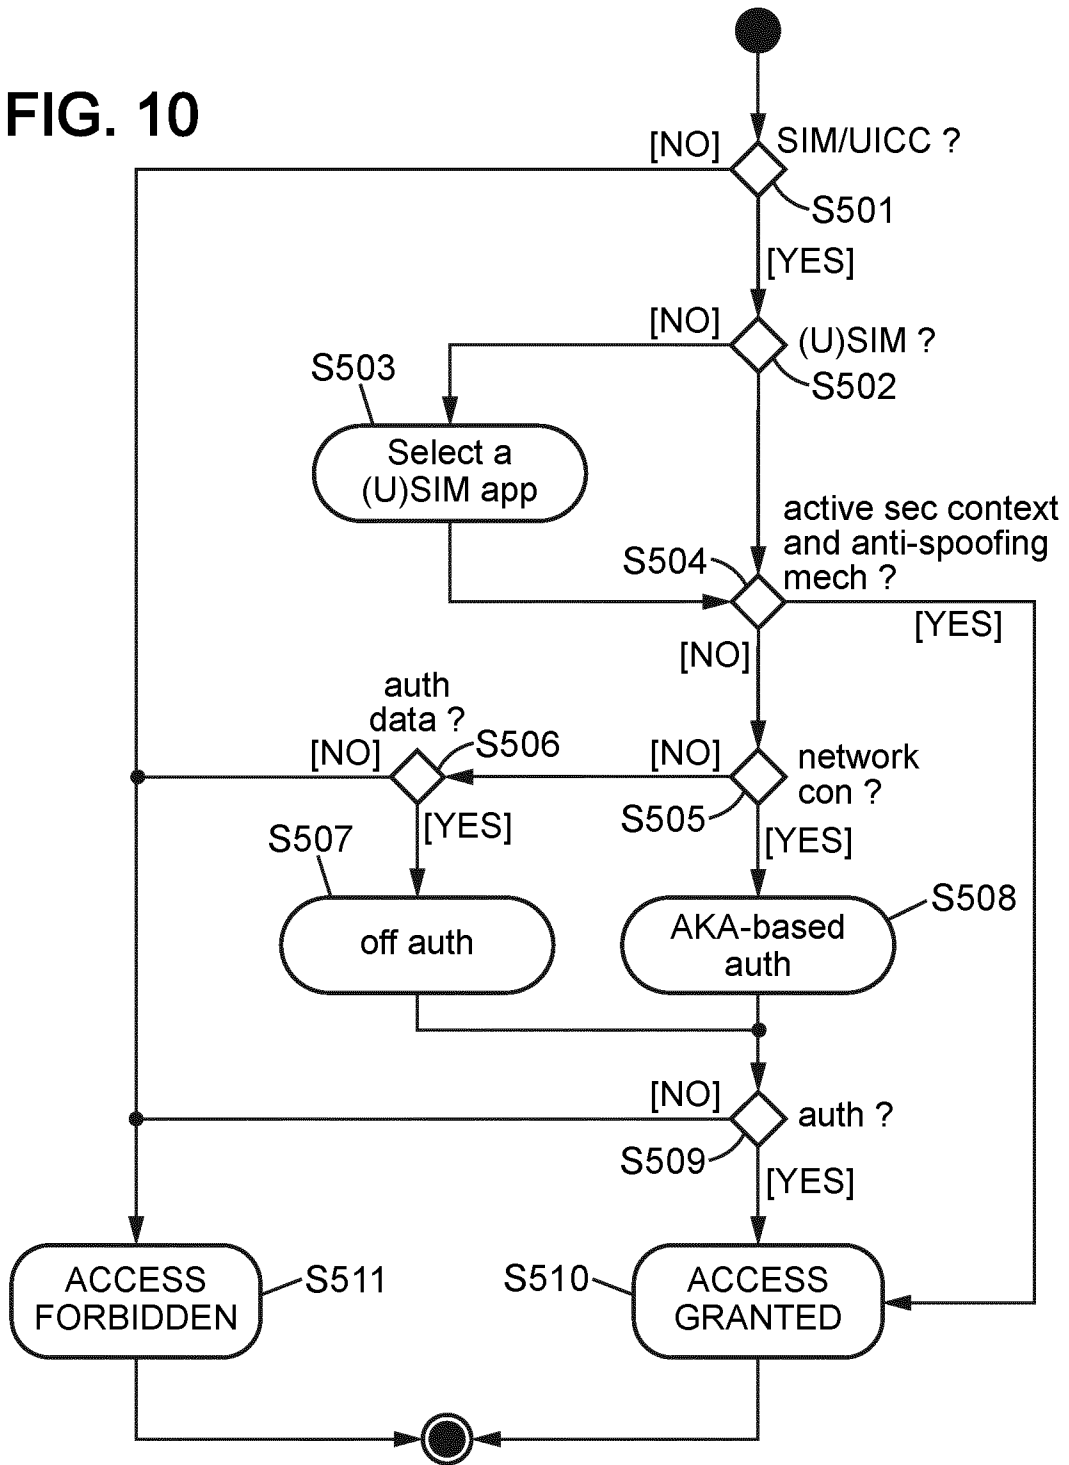 FIG. 10
[NO]
SIM/UICC ?
S501
[YES]
[NO]
(U)SIM ?
S502
S503
Select a
(U)SIM app
active sec context
and anti-spoofing
mech ?
S504
[YES]
[NO]
auth
data ?
[NO]
S506
[NO]
network
con ?
S505
[YES]
[YES]
S507
off auth
S508
AKA-based
auth
[NO]
auth ?
S509
[YES]
ACCESS
FORBIDDEN
S511
S510
ACCESS
GRANTED